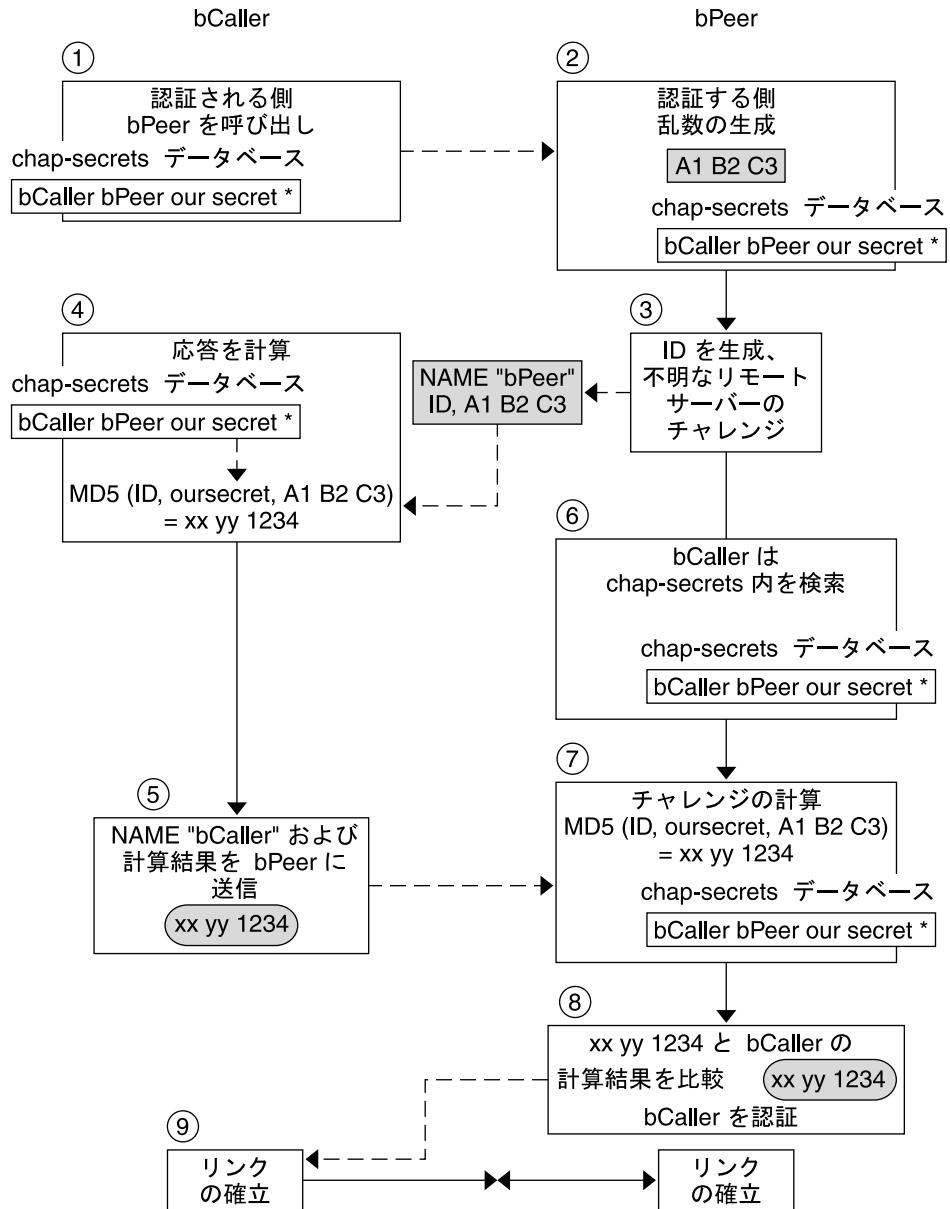 bCaller
bPeer
①
認証される側
bPeer を呼び出し
chap-secrets データベース
bCaller bPeer our secret *
②
認証する側
乱数の生成
A1 B2 C3
chap-secrets データベース
bCaller bPeer our secret *
③
ID を生成、
不明なリモート
サーバーの
チャレンジ
NAME "bPeer"
ID, A1 B2 C3
④
応答を計算
chap-secrets データベース
bCaller bPeer our secret *
MD5 (ID, oursecret, A1 B2 C3)
= xx yy 1234
⑤
NAME "bCaller" および
計算結果を bPeer に
送信
xx yy 1234
⑥
bCaller は
chap-secrets 内を検索
chap-secrets データベース
bCaller bPeer our secret *
⑦
チャレンジの計算
MD5 (ID, oursecret, A1 B2 C3)
= xx yy 1234
chap-secrets データベース
bCaller bPeer our secret *
⑧
xx yy 1234 と bCaller の
計算結果を比較 xx yy 1234
bCaller を認証
⑨
リンク
の確立
リンク
の確立